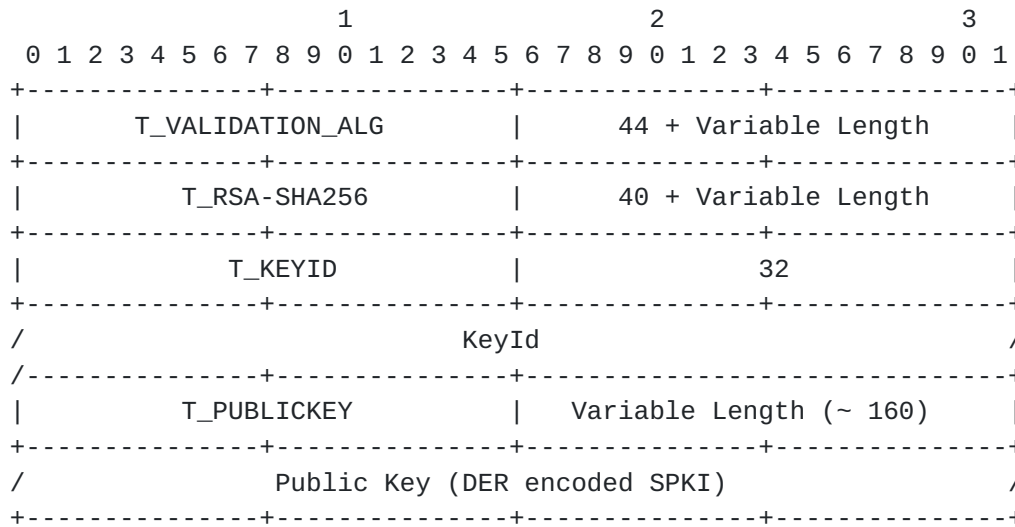 1                   2                   3
 0 1 2 3 4 5 6 7 8 9 0 1 2 3 4 5 6 7 8 9 0 1 2 3 4 5 6 7 8 9 0 1
+---------------+---------------+---------------+---------------+
|       T_VALIDATION_ALG        |      44 + Variable Length     |
+---------------+---------------+---------------+---------------+
|          T_RSA-SHA256         |      40 + Variable Length     |
+---------------+---------------+---------------+---------------+
|             T_KEYID           |               32              |
+---------------+---------------+---------------+---------------+
/                            KeyId                              /
/---------------+---------------+-------------------------------+
|          T_PUBLICKEY          |   Variable Length (~ 160)     |
+---------------+---------------+---------------+---------------+
/                Public Key (DER encoded SPKI)                  /
+---------------+---------------+---------------+---------------+